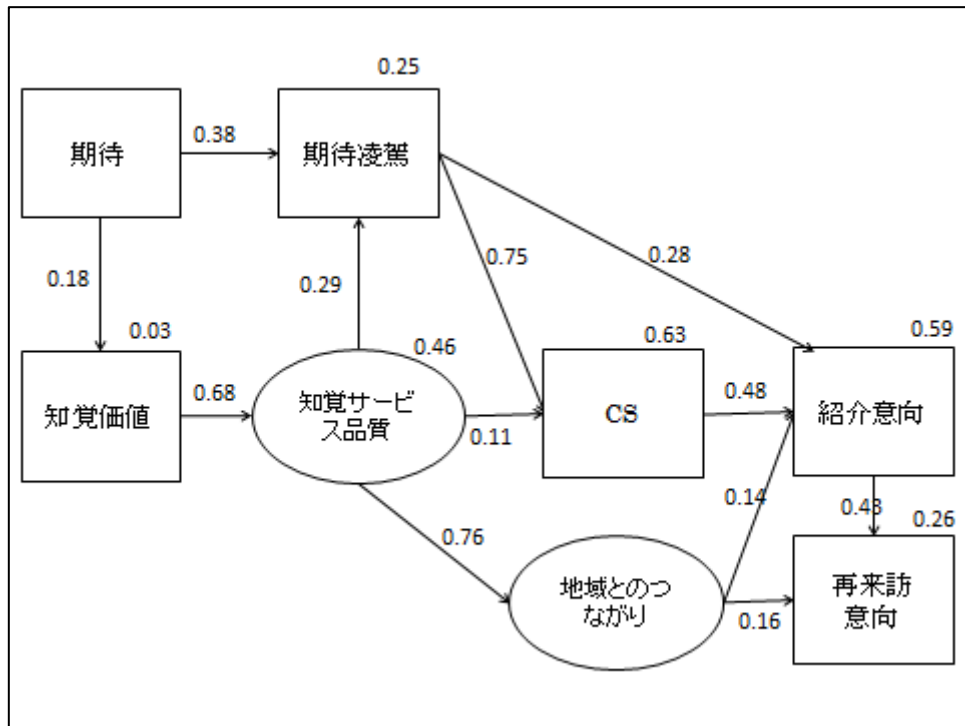 0.25
期待
0.38
期待凌駕
0.18
0.29
0.75
0.28
0.03
0.46
0.63
0.59
知覚価値
0.68
知覚サービ
ス品質
0.11
CS
0.48
紹介意向
0.76
0.14
0.43
0.26
地域とのつ
ながり
0.16
再来訪
意向